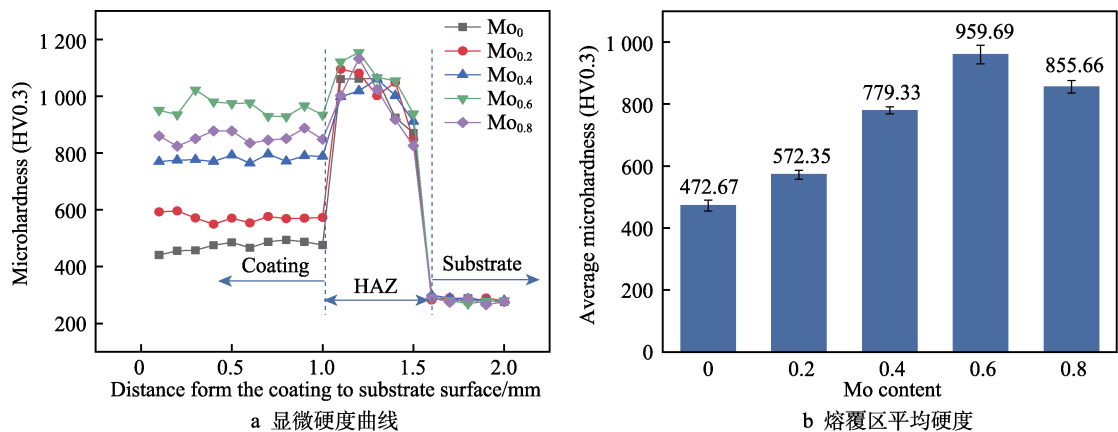 1 200
1 000
800
600
400
200
Microhardness (HV0.3)
Mo0
Mo0.2
Mo0.4
Mo0.6
Mo0.8
Coating
HAZ
Substrate
0
0.5
1.0
1.5
2.0
Distance form the coating to substrate surface/mm
a 显微硬度曲线
1 000
800
600
400
200
0
Average microhardness (HV0.3)
472.67
572.35
779.33
959.69
855.66
0
0.2
0.4
0.6
0.8
Mo content
b 熔覆区平均硬度